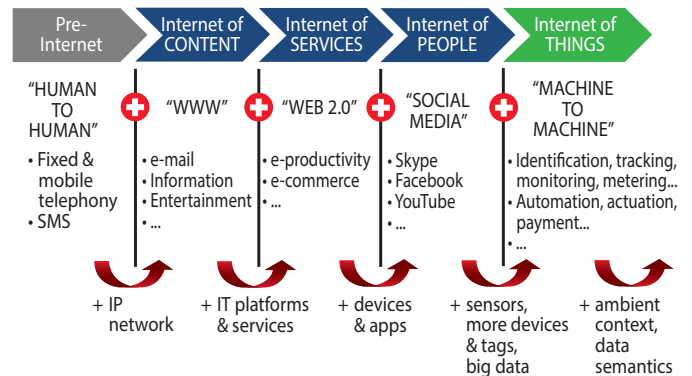 Pre-
Internet
Internet of
CONTENT
Internet of
SERVICES
Internet of
PEOPLE
Internet of
THINGS
“HUMAN
TO
HUMAN”
• Fixed &
mobile
telephony
• SMS
“WWW”
• e-mail
• Information
• Entertainment
• ...
“WEB 2.0”
• e-productivity
• e-commerce
• ...
“SOCIAL
MEDIA”
• Skype
• Facebook
• YouTube
• ...
“MACHINE
TO
MACHINE”
• Identification, tracking,
monitoring, metering...
• Automation, actuation,
payment...
• ...
+ IP
network
+ IT platforms
& services
+ devices
& apps
+ sensors,
more devices
& tags,
big data
+ ambient
context,
data
semantics